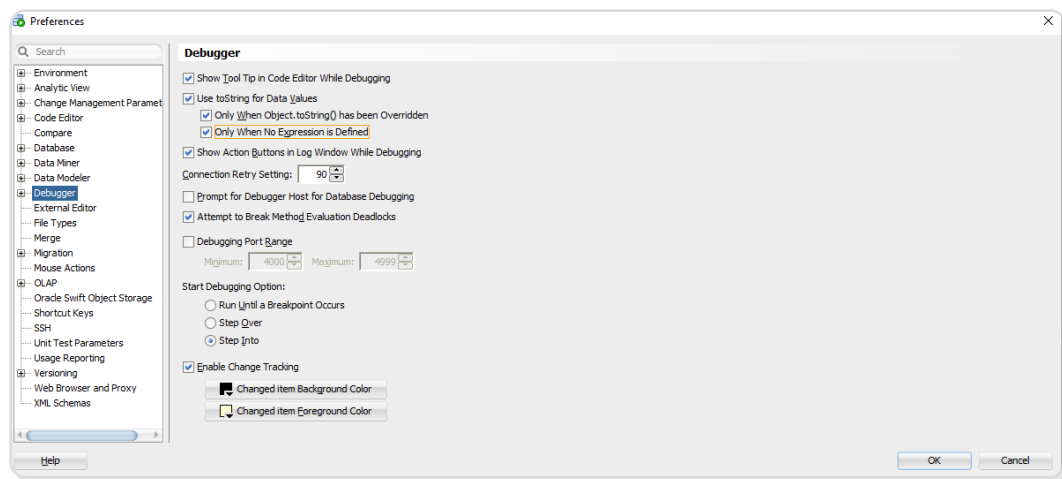 Preferences
Search
Environment
Analytic View
Change Management Paramet
Code Editor
Compare
Database
Data Miner
Data Modeler
Debugger
External Editor
File Types
Merge
Migration
Mouse Actions
OLAP
Oracle Swift Object Storage
Shortcut Keys
SSH
Unit Test Parameters
Usage Reporting
Versioning
Web Browser and Proxy
XML Schemas
Debugger
Show Tool Tip in Code Editor While Debugging
Use toString for Data Values
Only When Object.toString() has been Overridden
Only When No Expression is Defined
Show Action Buttons in Log Window While Debugging
Connection Retry Setting: 90
Prompt for Debugger Host for Database Debugging
Attempt to Break Method Evaluation Deadlocks
Debugging Port Range
Minimum: 4000 Maximum: 4999
Start Debugging Option:
Run Until a Breakpoint Occurs
Step Over
Step Into
Enable Change Tracking
Changed item Background Color
Changed item Foreground Color
Help OK Cancel